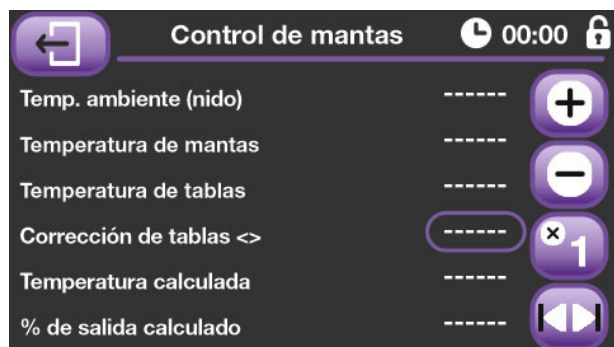 Control de mantas 00:00
Temp. ambiente (nido) ------
Temperatura de mantas ------
Temperatura de tablas ------
Corrección de tablas <> ------
× 1
Temperatura calculada ------
% de salida calculado ------